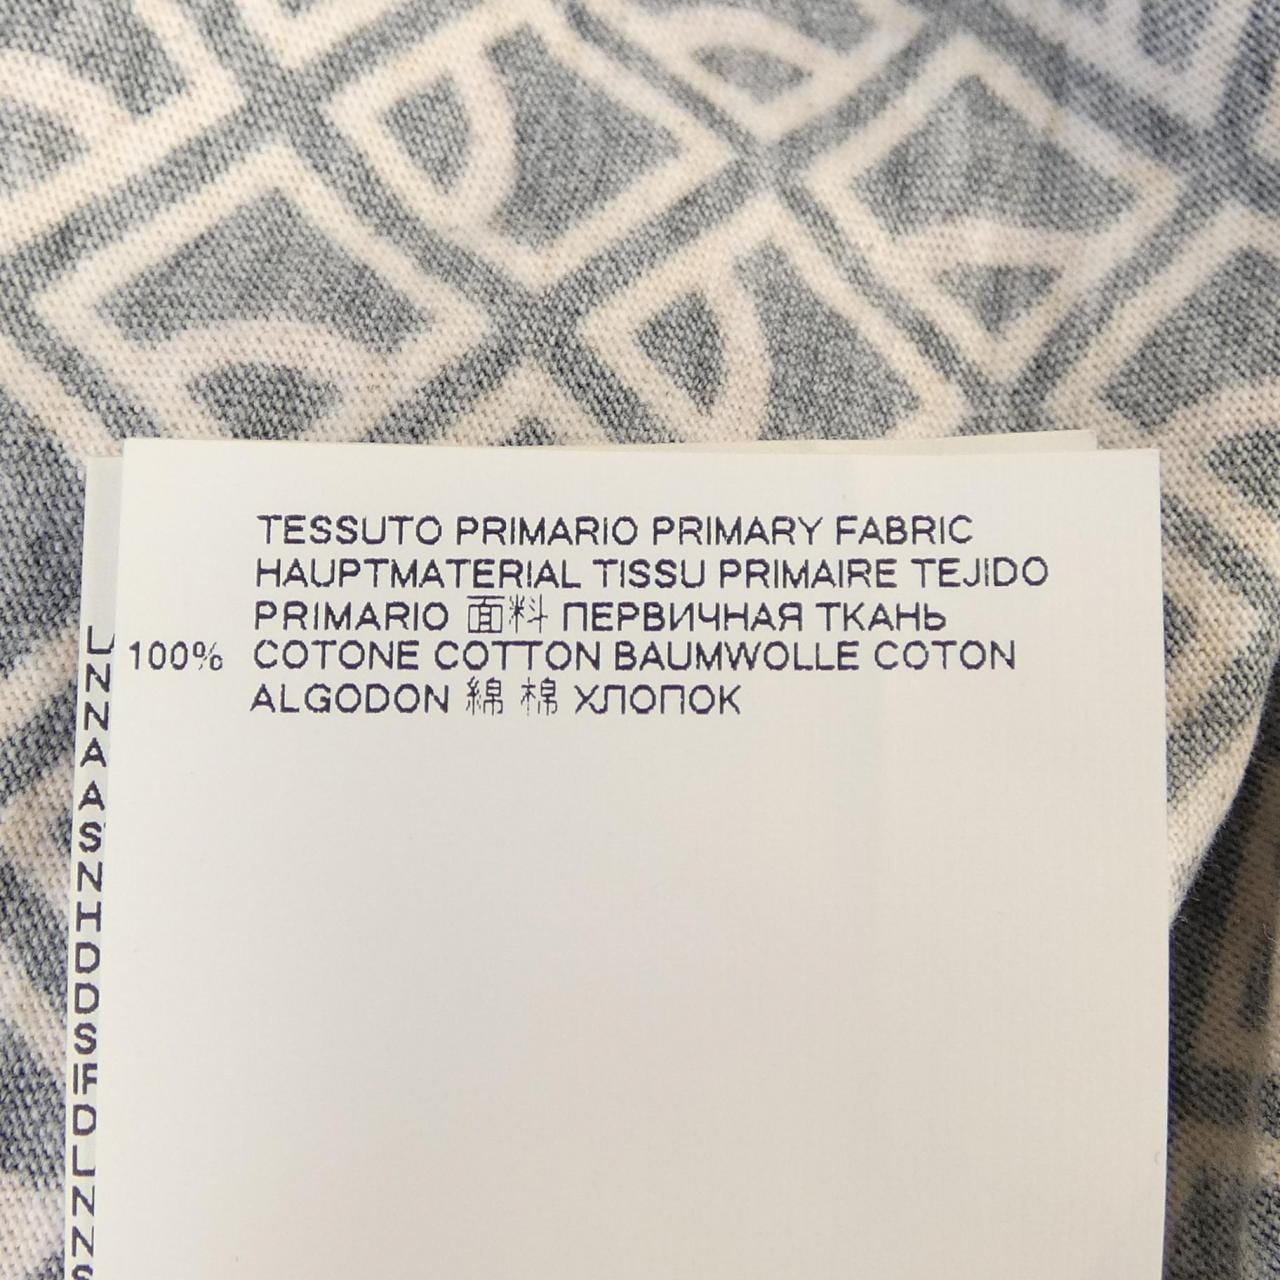 TESSUTO PRIMARIO PRIMARY FABRIC
HAUPTMATERIAL TISSU PRIMAIRE TEJIDO
PRIMARIO 面料 ПЕРВИЧНАЯ ТКАНЬ
100% COTONE COTTON BAUMWOLLE COTON
ALGODON 綿 棉 ХЛОПОК